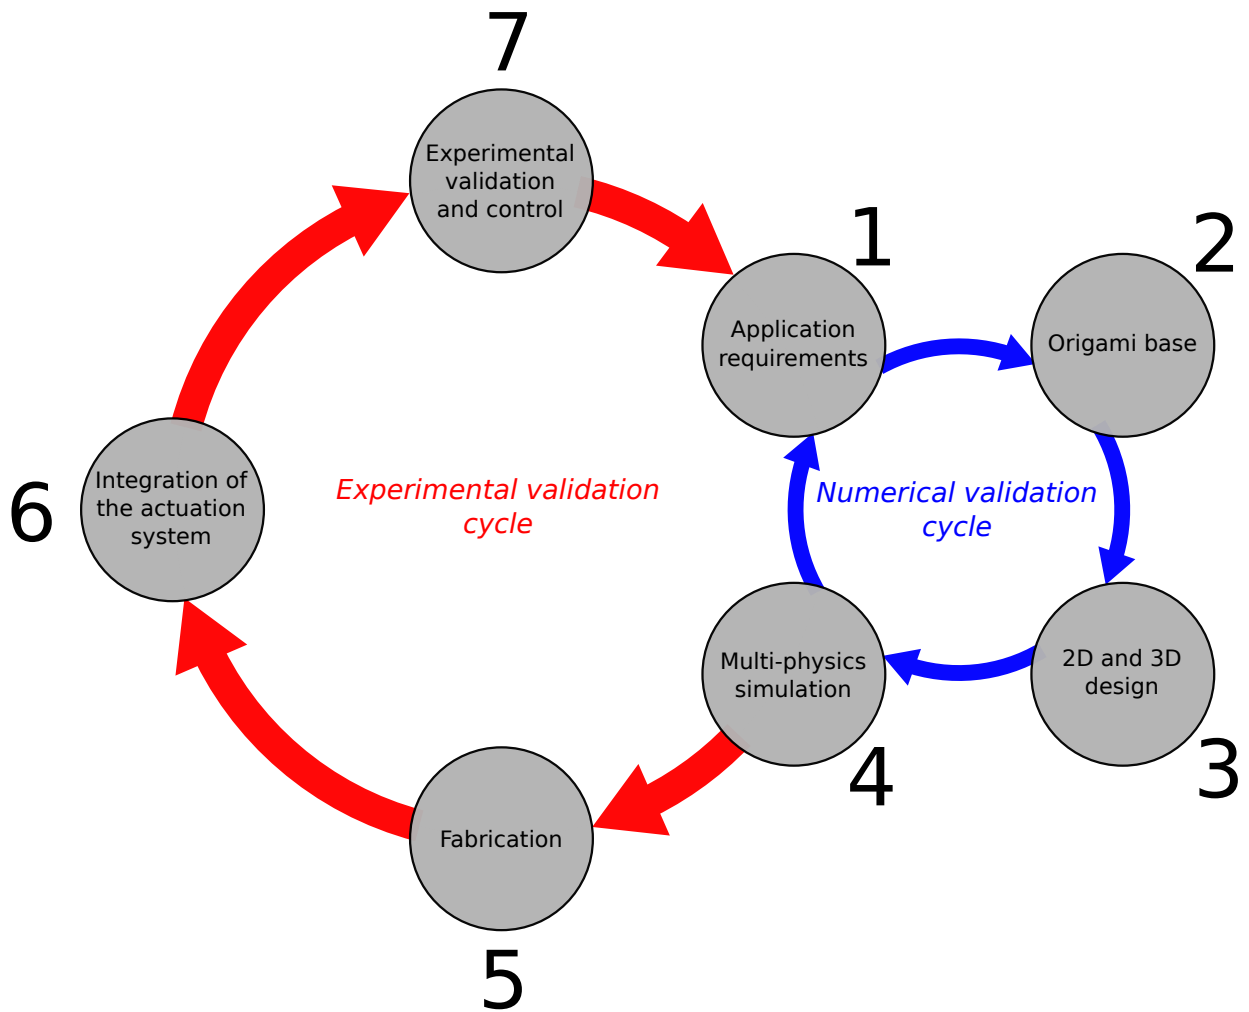 7
Experimental
validation
and control
1
Application
requirements
2
Origami base
6
Integration of
the actuation
system
Experimental validation
cycle
Numerical validation
cycle
Multi-physics
simulation
4
2D and 3D
design
3
Fabrication
5